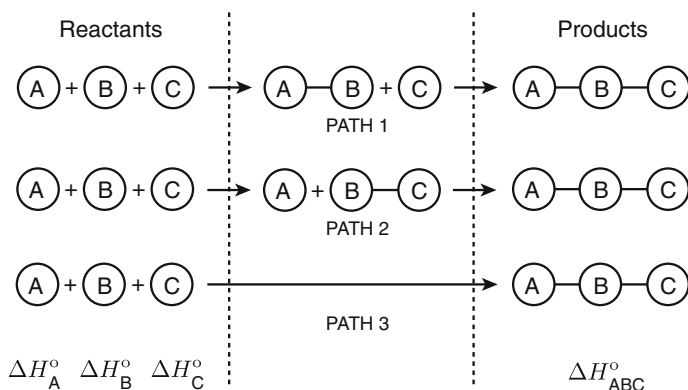 Reactants Products
A + B + C A B + C A B C
PATH 1
A + B + C A + B C A B C
PATH 2
A + B + C A B C
PATH 3
ΔH°A ΔH°B ΔH°C ΔH°ABC